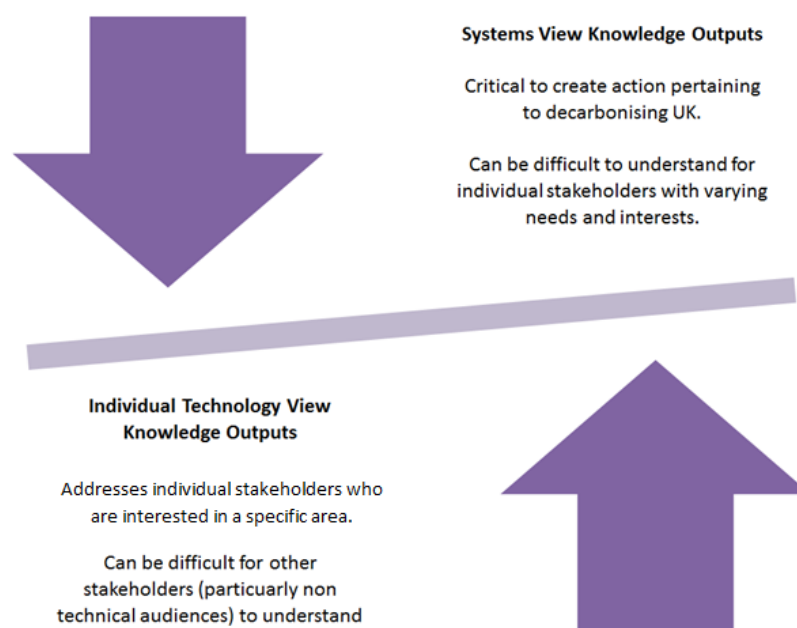 Systems View Knowledge Outputs
Critical to create action pertaining
to decarbonising UK.
Can be difficult to understand for
individual stakeholders with varying
needs and interests.
Individual Technology View
Knowledge Outputs
Addresses individual stakeholders who
are interested in a specific area.
Can be difficult for other
stakeholders (particuarly non
technical audiences) to understand